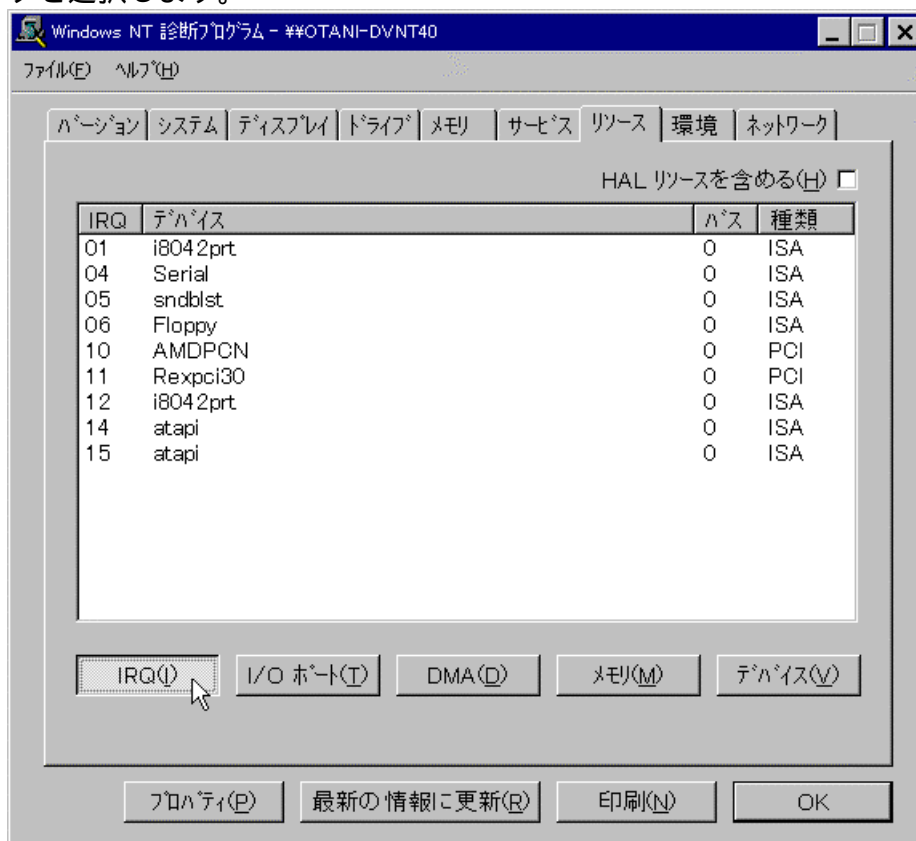 クを選択します。
Windows NT 診断プログラム - ¥¥OTANI-DVNT40
ファイル(F) ヘルプ(H)
バージョン システム ディスプレイ ドライブ メモリ サービス リソース 環境 ネットワーク
HAL リソースを含める(H)
IRQ デバイス バス 種類
01 i8042prt 0 ISA
04 Serial 0 ISA
05 sndblst 0 ISA
06 Floppy 0 ISA
10 AMDPCN 0 PCI
11 Rexpci30 0 PCI
12 i8042prt 0 ISA
14 atapi 0 ISA
15 atapi 0 ISA
IRQ(I) I/O ポート(T) DMA(D) メモリ(M) デバイス(V)
プロパティ(P) 最新の情報に更新(R) 印刷(N) OK